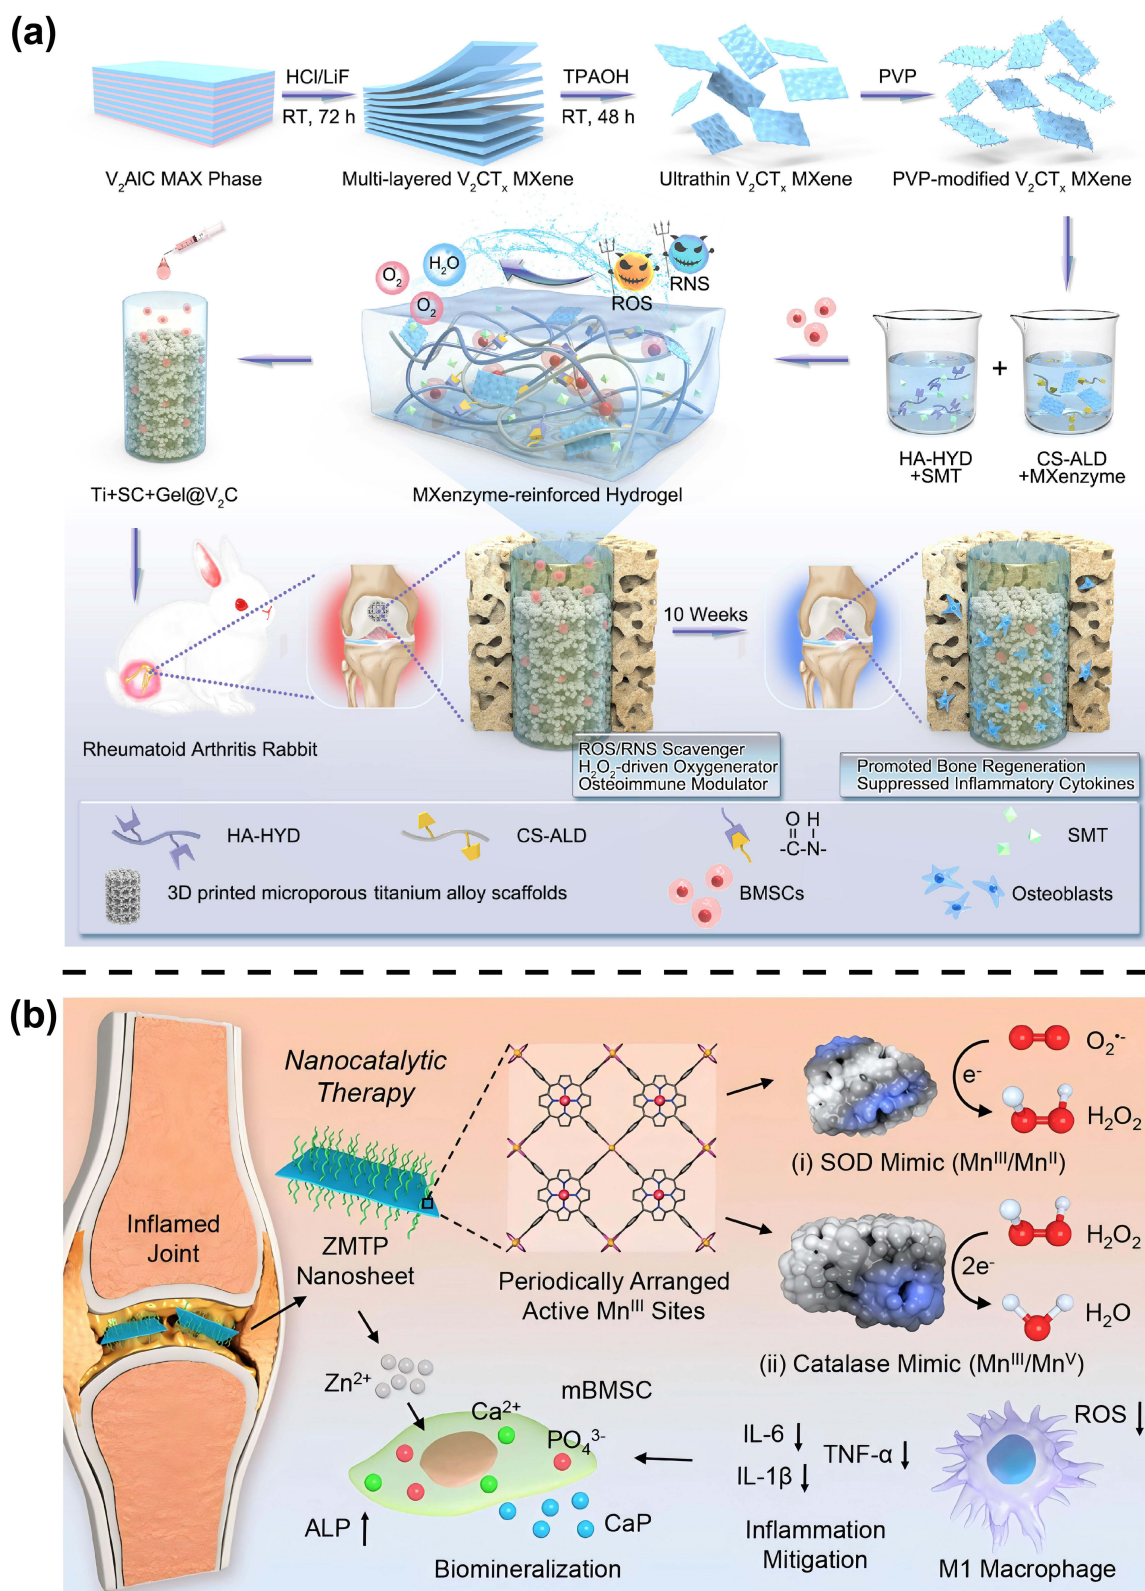 (a)
HCl/LiF
RT, 72 h
TPAOH
RT, 48 h
PVP
V₂AlC MAX Phase
Multi-layered V₂CTₓ MXene
Ultrathin V₂CTₓ MXene
PVP-modified V₂CTₓ MXene
O₂
H₂O
O₂
ROS
RNS
+
HA-HYD
+SMT
CS-ALD
+MXenzyme
Ti+SC+Gel@V₂C
MXenzyme-reinforced Hydrogel
10 Weeks
Rheumatoid Arthritis Rabbit
ROS/RNS Scavenger
H₂O₂-driven Oxygenerator
Osteoimmune Modulator
Promoted Bone Regeneration
Suppressed Inflammatory Cytokines
HA-HYD
CS-ALD
O H
-C-N-
SMT
3D printed microporous titanium alloy scaffolds
BMSCs
Osteoblasts
(b)
Nanocatalytic
Therapy
Inflamed
Joint
ZMTP
Nanosheet
Periodically Arranged
Active Mnᴵᴵᴵ Sites
O₂•-
e⁻
H₂O₂
(i) SOD Mimic (Mnᴵᴵᴵ/Mnᴵᴵ)
H₂O₂
2e⁻
H₂O
(ii) Catalase Mimic (Mnᴵᴵᴵ/Mnⱽ)
Zn²⁺
mBMSC
Ca²⁺
PO₄³⁻
ALP
CaP
Biomineralization
IL-6
TNF-α
IL-1β
Inflammation
Mitigation
ROS
M1 Macrophage